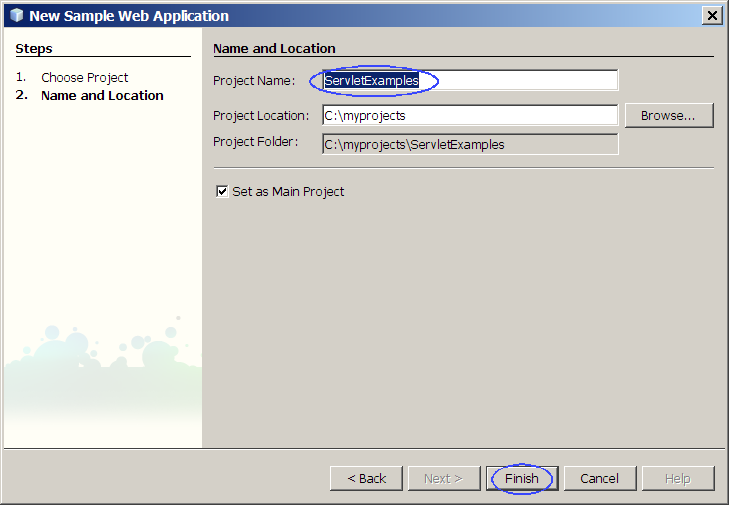 New Sample Web Application
Steps
1. Choose Project
2. Name and Location
Name and Location
Project Name: ServletExamples
Project Location: C:\myprojects Browse...
Project Folder: C:\myprojects\ServletExamples
Set as Main Project
< Back Next > Finish Cancel Help